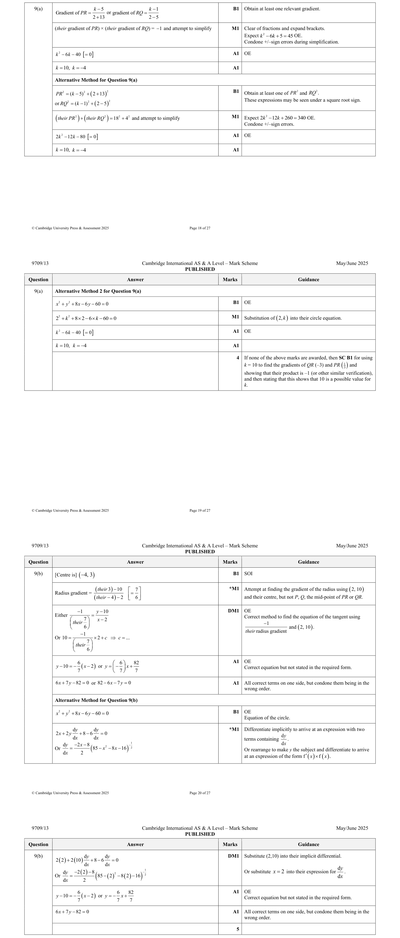 9(a)
Gradient of PR = (k−5)/(2+13) or gradient of RQ = (k−1)/(2−5)
B1
Obtain at least one relevant gradient.
(their gradient of PR) × (their gradient of RQ) = −1 and attempt to simplify
M1
Clear of fractions and expand brackets.
Expect k² − 6k + 5 = 45 OE.
Condone +/−sign errors during simplification.
k² − 6k − 40 [= 0]
A1
OE
k = 10, k = −4
A1
Alternative Method for Question 9(a)
PR² = (k−5)² + (2+13)²
or RQ² = (k−1)² + (2−5)²
B1
Obtain at least one of PR² and RQ².
These expressions may be seen under a square root sign.
(their PR²) + (their RQ²) = 18² + 4² and attempt to simplify
M1
Expect 2k² − 12k + 260 = 340 OE.
Condone +/−sign errors.
2k² − 12k − 80 [= 0]
A1
OE
k = 10, k = −4
A1
© Cambridge University Press & Assessment 2025
Page 18 of 27
9709/13
Cambridge International AS & A Level – Mark Scheme
PUBLISHED
May/June 2025
Question
Answer
Marks
Guidance
9(a)
Alternative Method 2 for Question 9(a)
x² + y² + 8x − 6y − 60 = 0
B1
OE
2² + k² + 8×2 − 6×k − 60 = 0
M1
Substitution of (2, k) into their circle equation.
k² − 6k − 40 [= 0]
A1
OE
k = 10, k = −4
A1
4
If none of the above marks are awarded, then SC B1 for using
k = 10 to find the gradients of QR (–3) and PR (1/3) and
showing that their product is –1 (or other similar verification),
and then stating that this shows that 10 is a possible value for
k.
© Cambridge University Press & Assessment 2025
Page 19 of 27
9709/13
Cambridge International AS & A Level – Mark Scheme
PUBLISHED
May/June 2025
Question
Answer
Marks
Guidance
9(b)
[Centre is] (−4, 3)
B1
SOI
Radius gradient = ((their 3) − 10)/((their −4) − 2) [= 7/6]
*M1
Attempt at finding the gradient of the radius using (2, 10)
and their centre, but not P, Q, the mid-point of PR or QR.
Either −1/(their 7/6) = (y−10)/(x−2)
Or 10 = −1/(their 7/6) × 2 + c ⇒ c = ...
DM1
OE
Correct method to find the equation of the tangent using
−1/(their radius gradient) and (2, 10).
y − 10 = −6/7 (x − 2) or y = (−6/7)x + 82/7
A1
OE
Correct equation but not stated in the required form.
6x + 7y − 82 = 0 or 82 − 6x − 7y = 0
A1
All correct terms on one side, but condone them being in the
wrong order.
Alternative Method for Question 9(b)
x² + y² + 8x − 6y − 60 = 0
B1
OE
Equation of the circle.
2x + 2y dy/dx + 8 − 6 dy/dx = 0
Or dy/dx = (−2x−8)/2 (85 − x² − 8x − 16)^(−1/2)
*M1
Differentiate implicitly to arrive at an expression with two
terms containing dy/dx.
Or to rearrange to make y the subject and differentiate to arrive
at an expression of the form f′(x) × f(x).
© Cambridge University Press & Assessment 2025
Page 20 of 27
9709/13
Cambridge International AS & A Level – Mark Scheme
PUBLISHED
May/June 2025
Question
Answer
Marks
Guidance
9(b)
2(2) + 2(10) dy/dx + 8 − 6 dy/dx = 0
Or dy/dx = (−2(2)−8)/2 (85 − (2)² − 8(2) − 16)^(−1/2)
DM1
Substitute (2,10) into their implicit differential.
Or substitute x = 2 into their expression for dy/dx.
y − 10 = −6/7 (x − 2) or y = −6/7 x + 82/7
A1
OE
Correct equation but not stated in the required form.
6x + 7y − 82 = 0
A1
All correct terms on one side, but condone them being in the
wrong order.
5